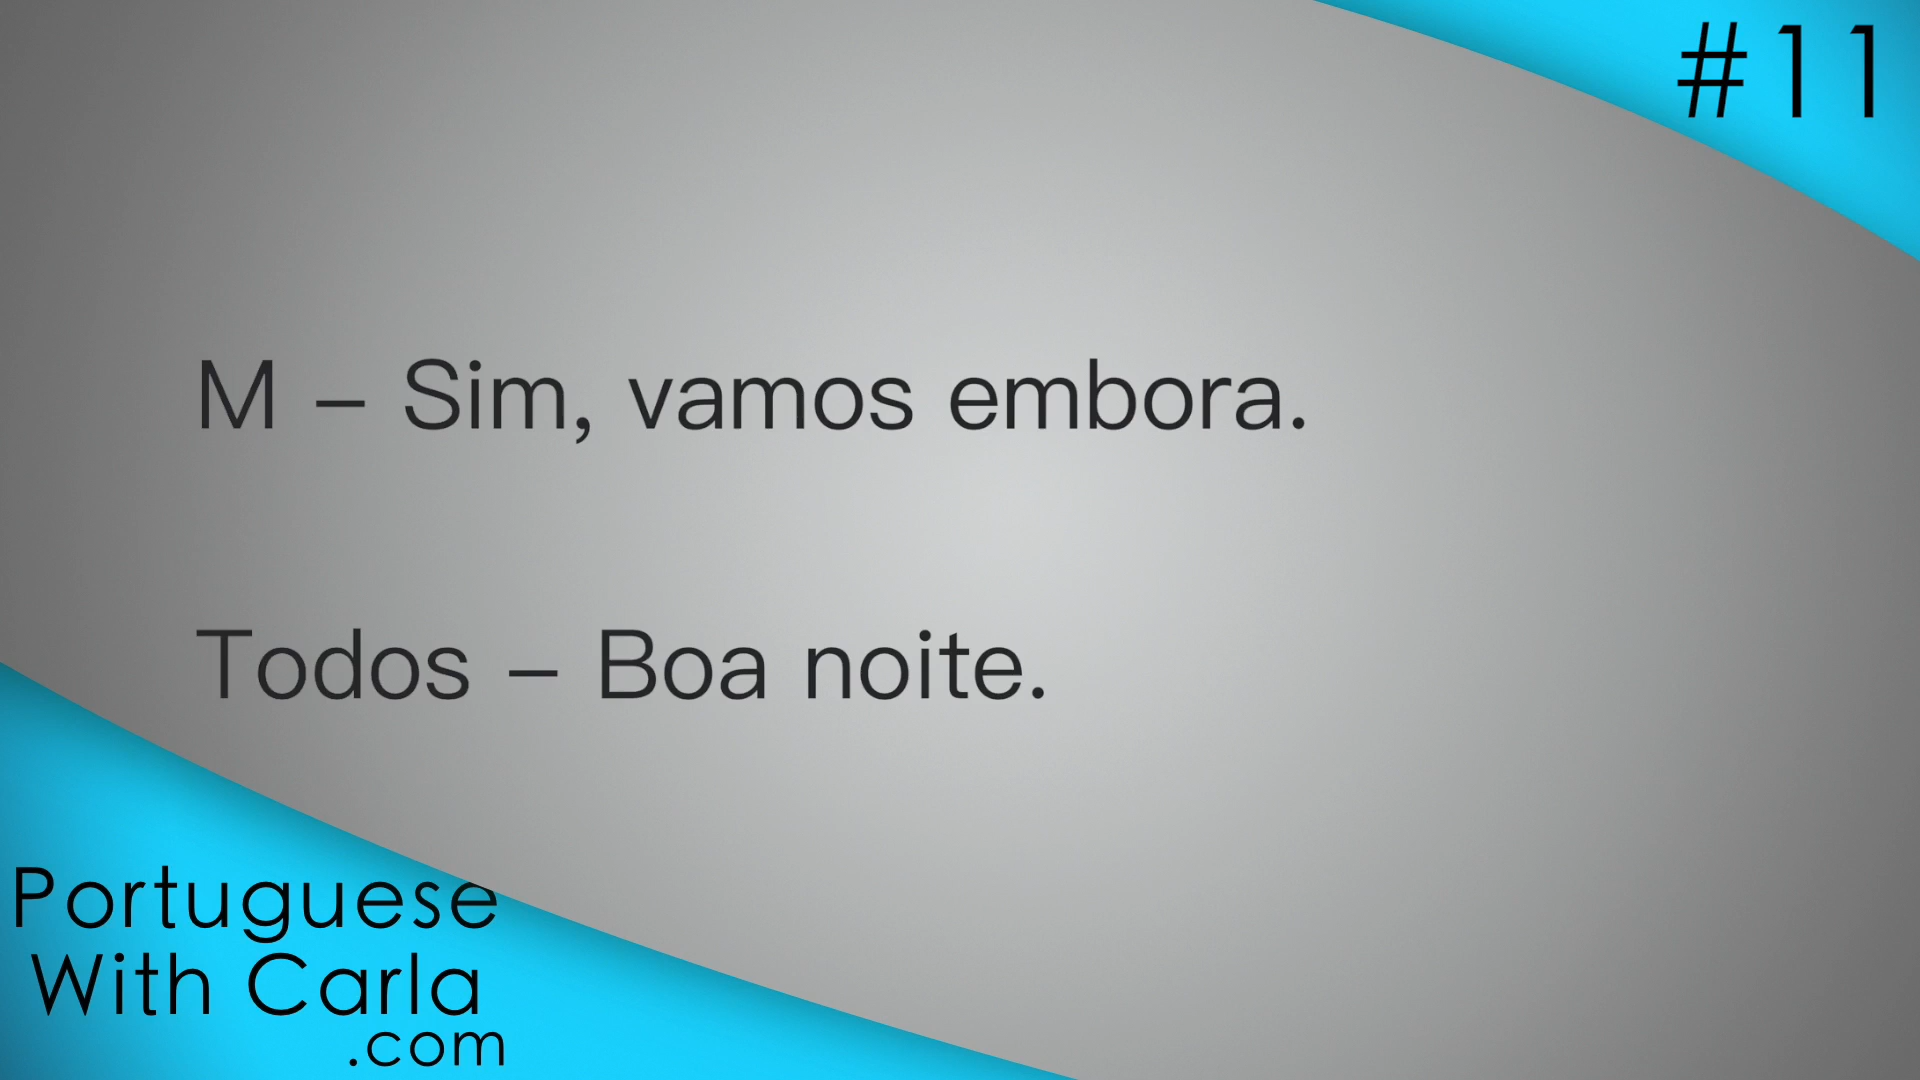 #11
M – Sim, vamos embora.
Todos – Boa noite.
Portuguese
With Carla
.com